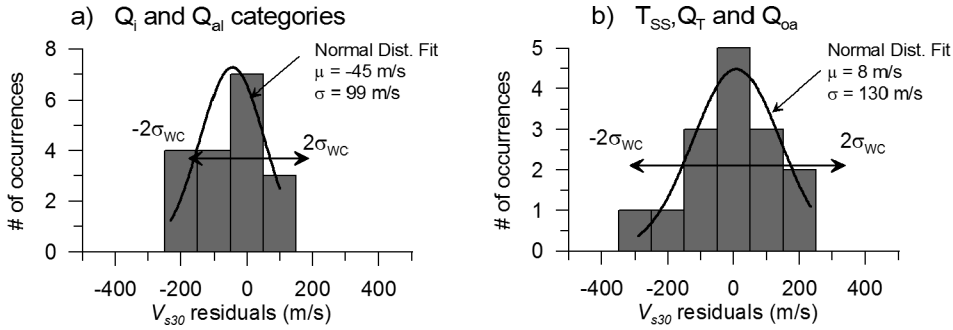 a) Qi and Qal categories
8
6
4
2
0
# of occurrences
Normal Dist. Fit
μ = -45 m/s
σ = 99 m/s
-2σWC
2σWC
-400 -200 0 200 400
Vs30 residuals (m/s)
b) TSS,QT and Qoa
5
4
3
2
1
0
# of occurrences
Normal Dist. Fit
μ = 8 m/s
σ = 130 m/s
-2σWC
2σWC
-400 -200 0 200 400
Vs30 residuals (m/s)